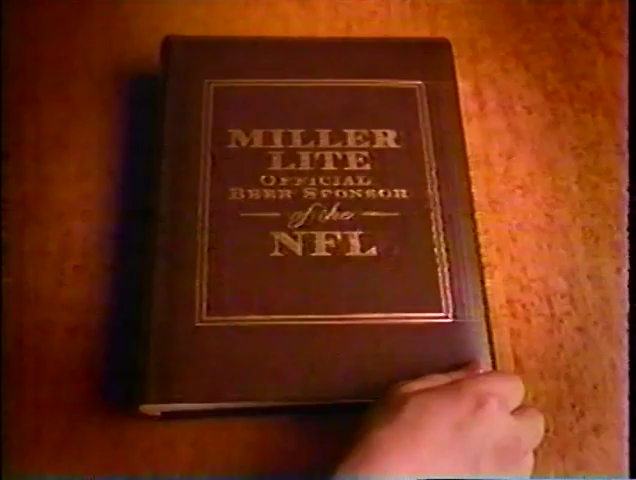 MILLER
LITE
OFFICIAL
BEER SPONSOR
of the
NFL